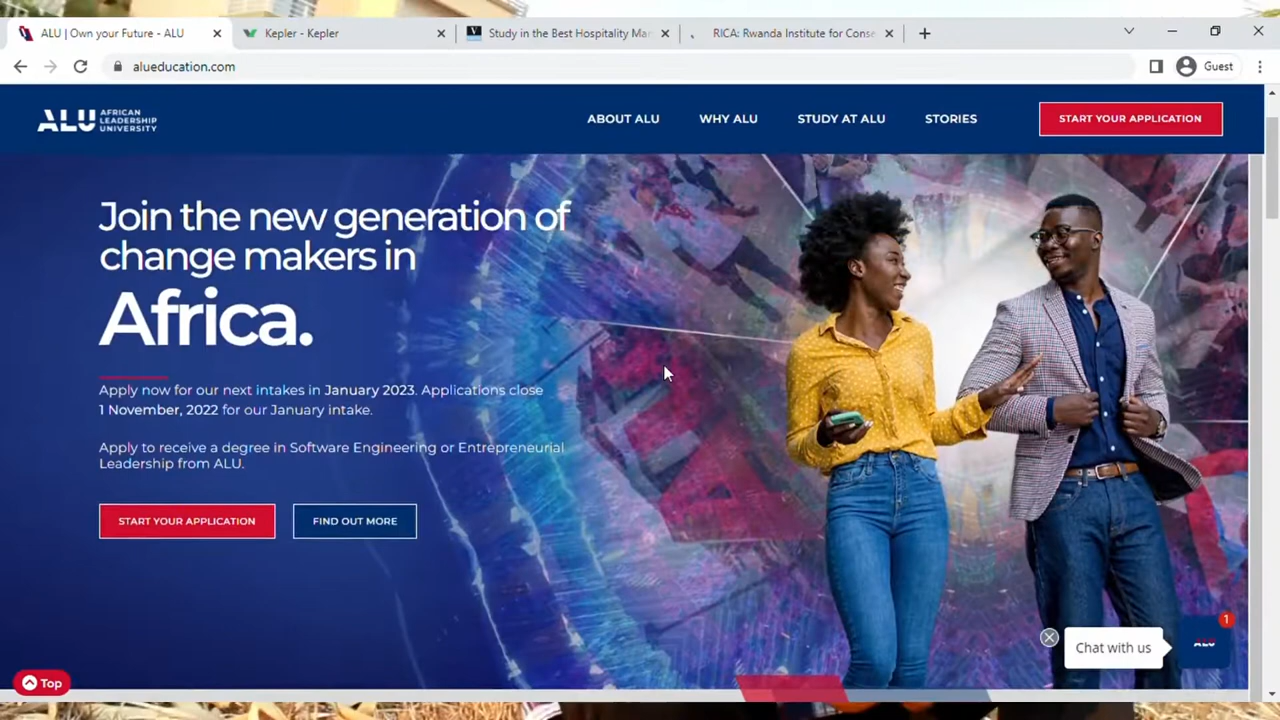 ALU | Own your Future - ALU
Kepler - Kepler
Study in the Best Hospitality Mar
RICA: Rwanda Institute for Conse
alueducation.com
Guest
ALU AFRICAN
LEADERSHIP
UNIVERSITY
ABOUT ALU
WHY ALU
STUDY AT ALU
STORIES
START YOUR APPLICATION
Join the new generation of
change makers in
Africa.
Apply now for our next intakes in January 2023. Applications close
1 November, 2022 for our January intake.
Apply to receive a degree in Software Engineering or Entrepreneurial
Leadership from ALU.
START YOUR APPLICATION
FIND OUT MORE
Chat with us
ALU
1
Top